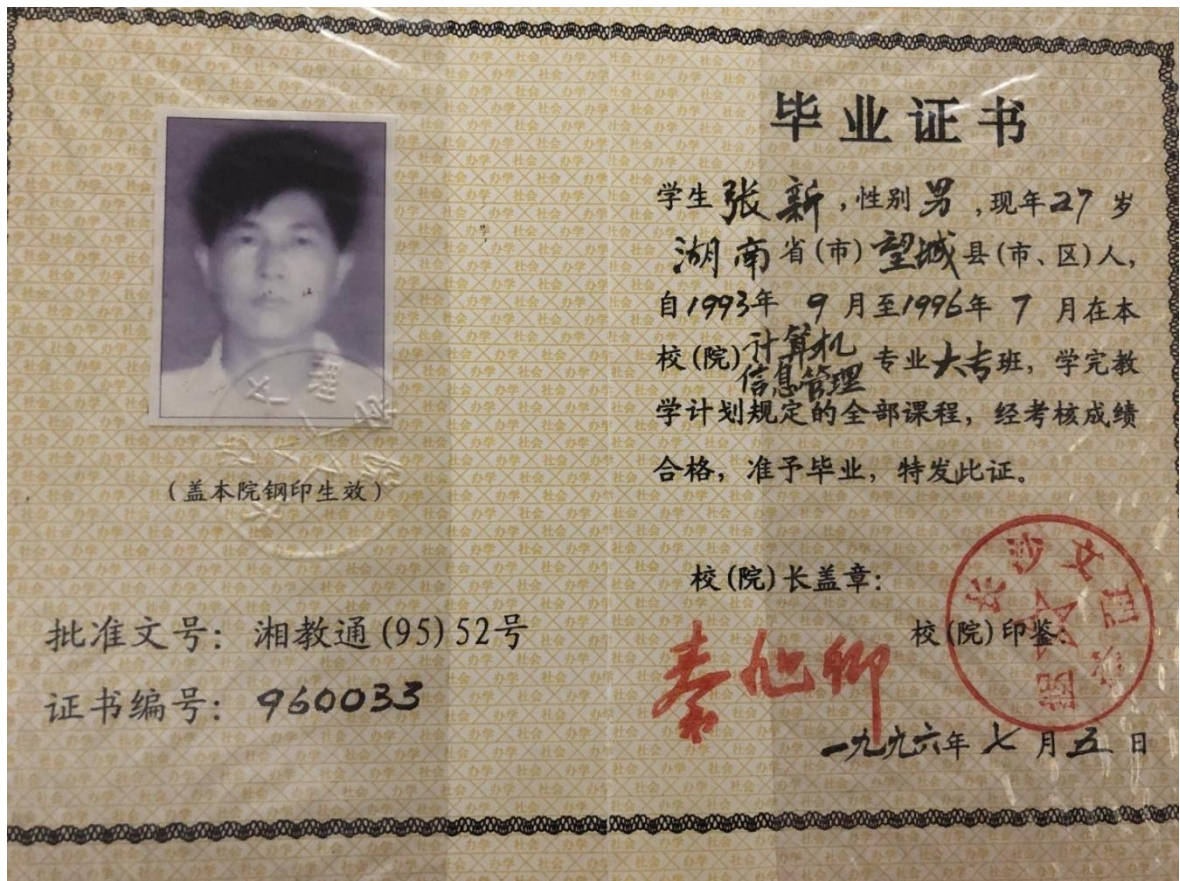 毕业证书
学生张新，性别男，现年27岁
湖南省(市)望城县(市、区)人，
自1993年 9月至1996年 7月在本
校(院)计算机信息管理专业大专班，学完教
学计划规定的全部课程，经考核成绩
合格，准予毕业，特发此证。
(盖本院钢印生效)
校(院)长盖章：
校(院)印鉴：
长沙文理学院
一九九六年七月五日
批准文号：湘教通(95)52号
证书编号：960033